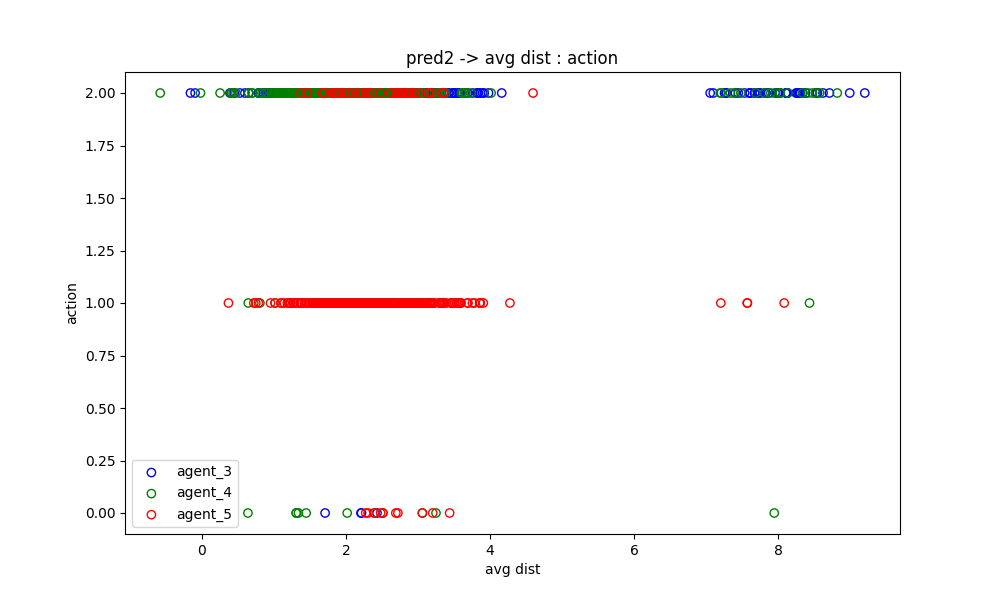 pred2 -> avg dist : action
2.00
1.75
1.50
1.25
1.00
0.75
0.50
0.25
0.00
action
agent_3
agent_4
agent_5
0 2 4 6 8
avg dist